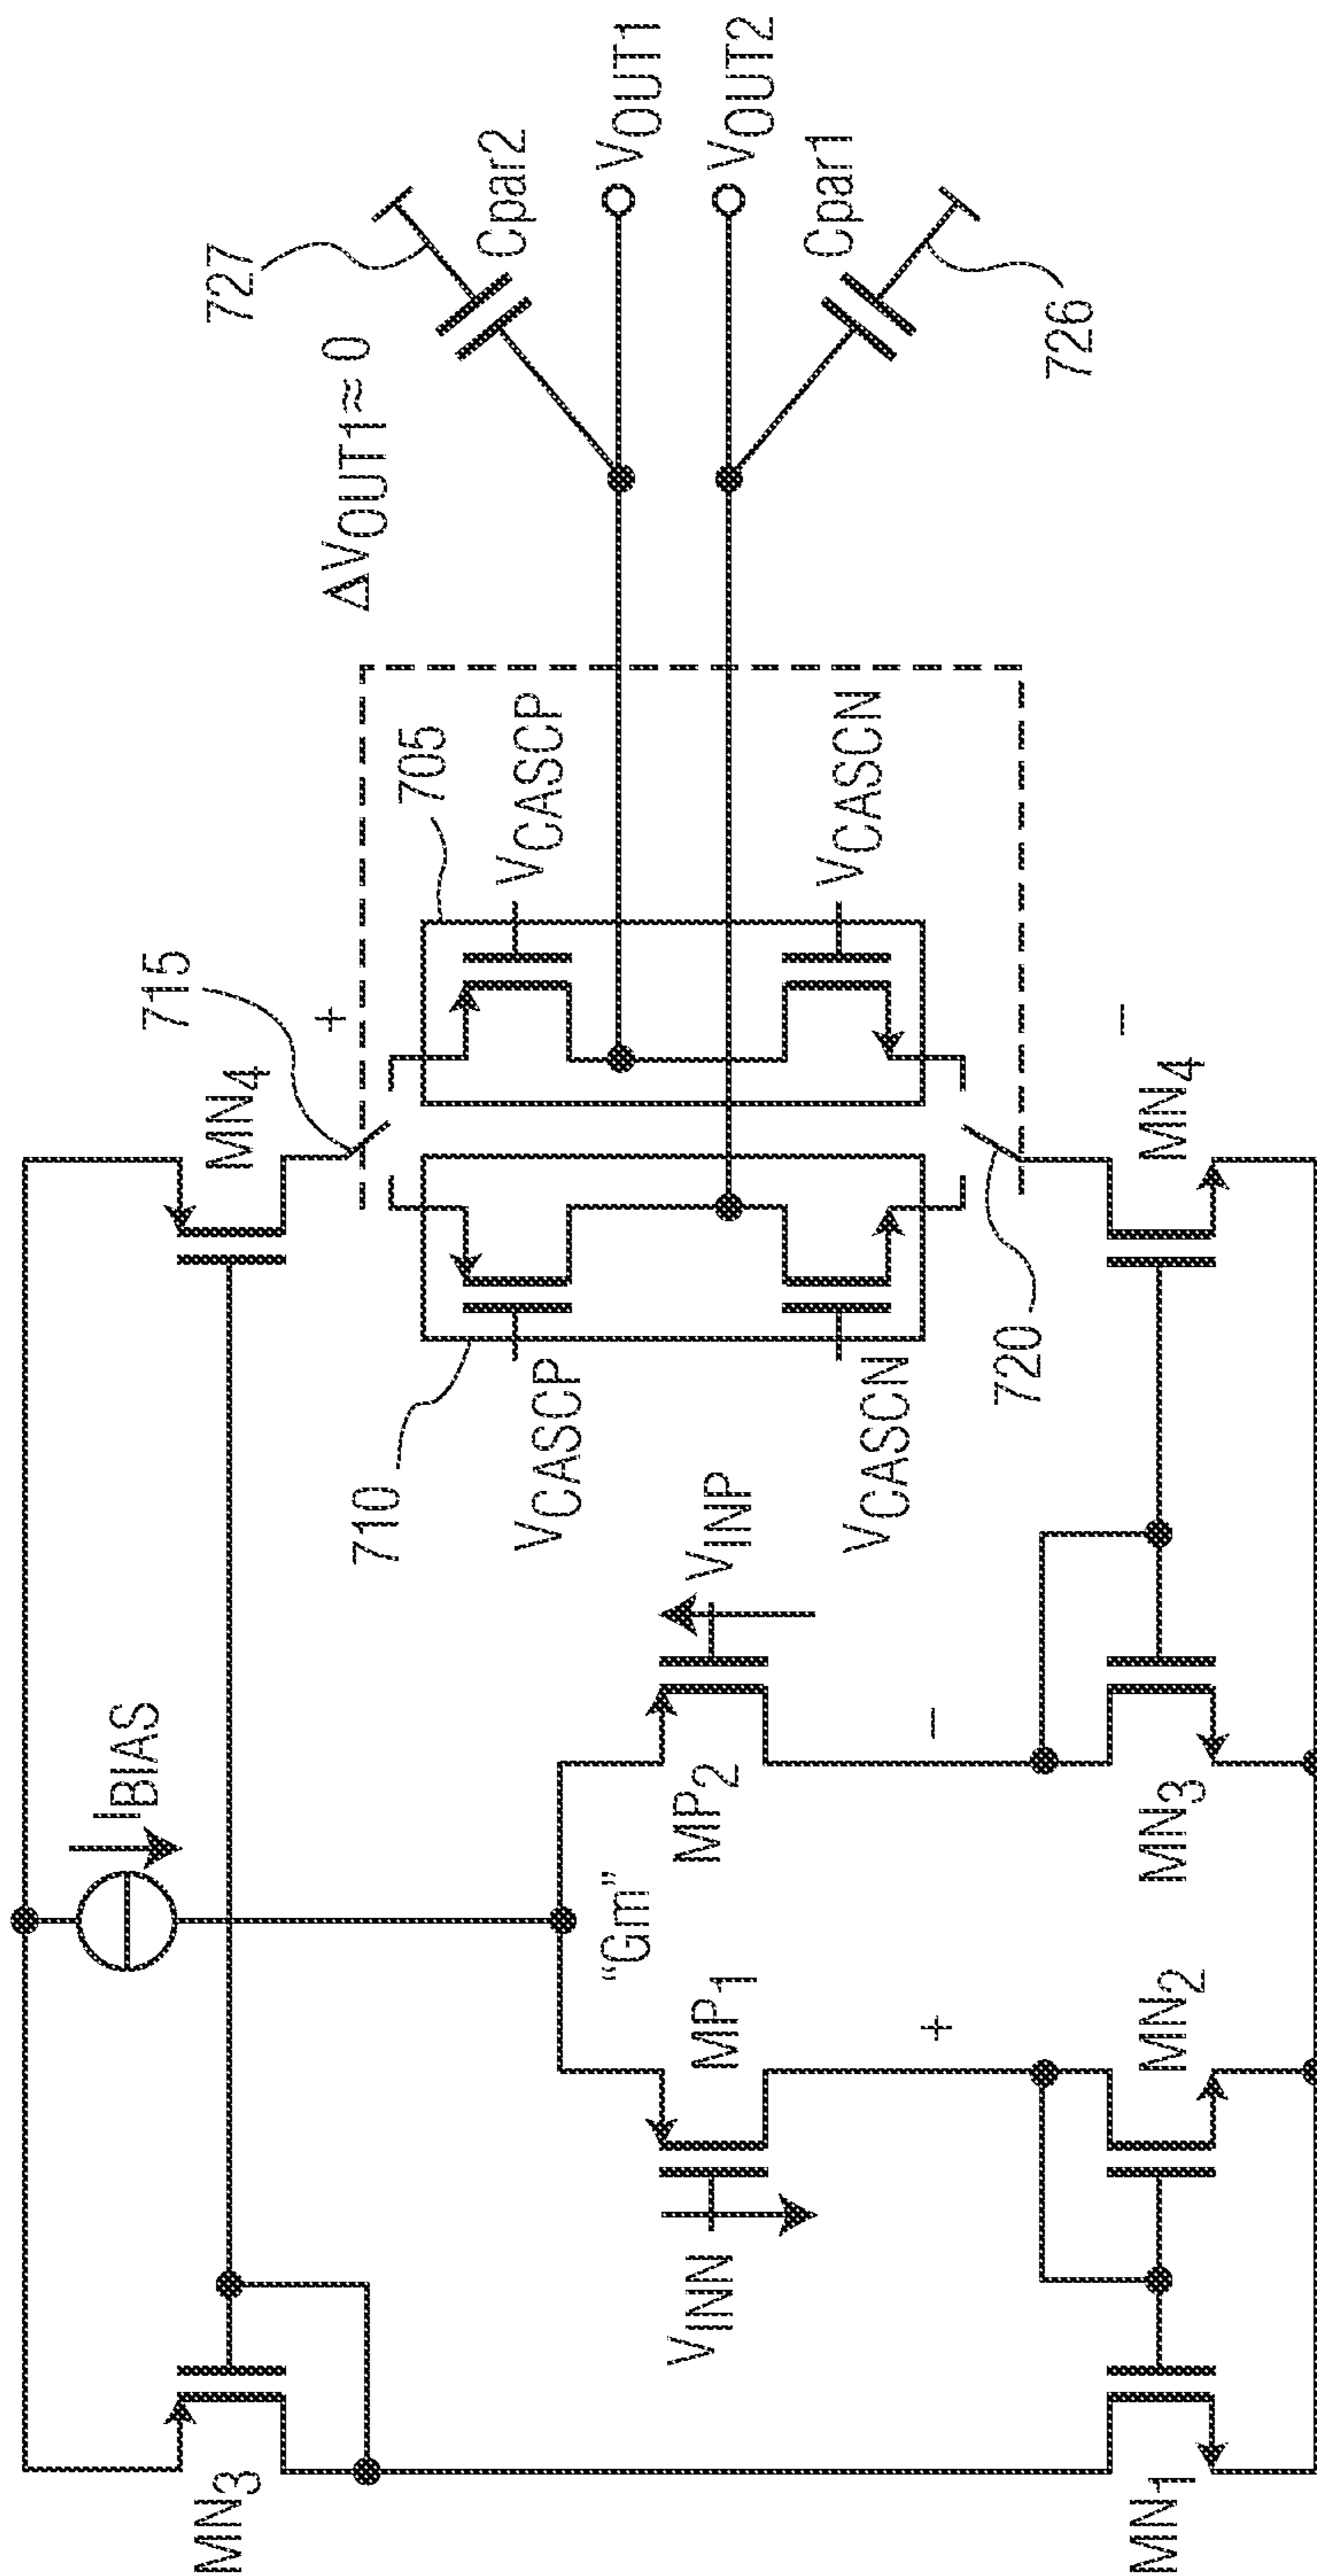 MN3
IBIAS
MN4
715
+
705
VCASCP
710
VCASCP
ΔVOUT1≈ 0
727
Cpar2
VOUT1
VOUT2
Cpar1
726
"Gm"
MP1
VINN
MP2
VINP
+
−
VCASCN
VCASCN
720
−
MN1
MN2
MN3
MN4